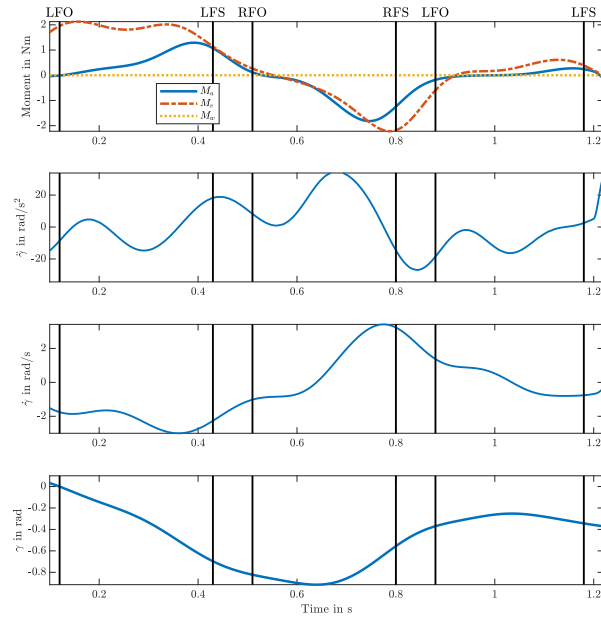 LFO LFS RFO RFS LFO LFS
Moment in Nm
2
1
0
-1
-2
M_s
M_e
M_w
0.2 0.4 0.6 0.8 1 1.2
γ̈ in rad/s²
20
0
-20
0.2 0.4 0.6 0.8 1 1.2
γ̇ in rad/s
2
0
-2
0.2 0.4 0.6 0.8 1 1.2
γ in rad
0
-0.2
-0.4
-0.6
-0.8
0.2 0.4 0.6 0.8 1 1.2
Time in s